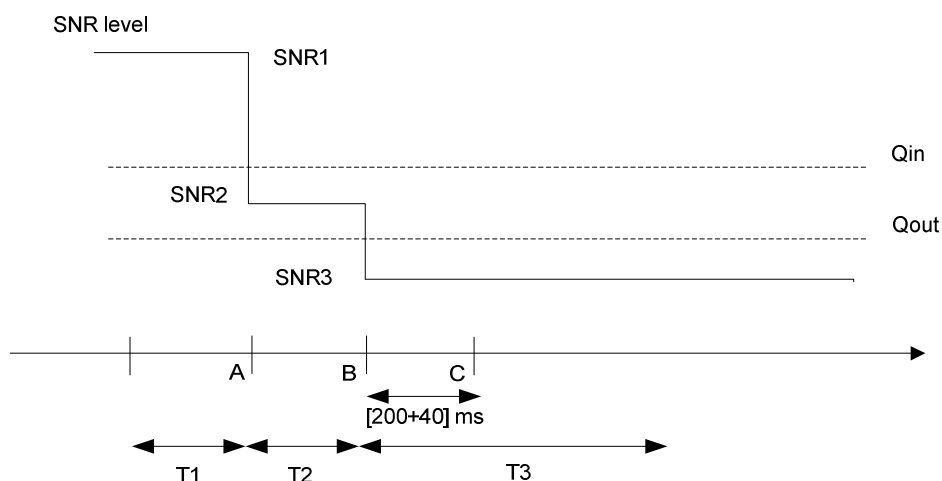 SNR level
SNR1
Qin
SNR2
Qout
SNR3
A
B
C
[200+40] ms
T1
T2
T3